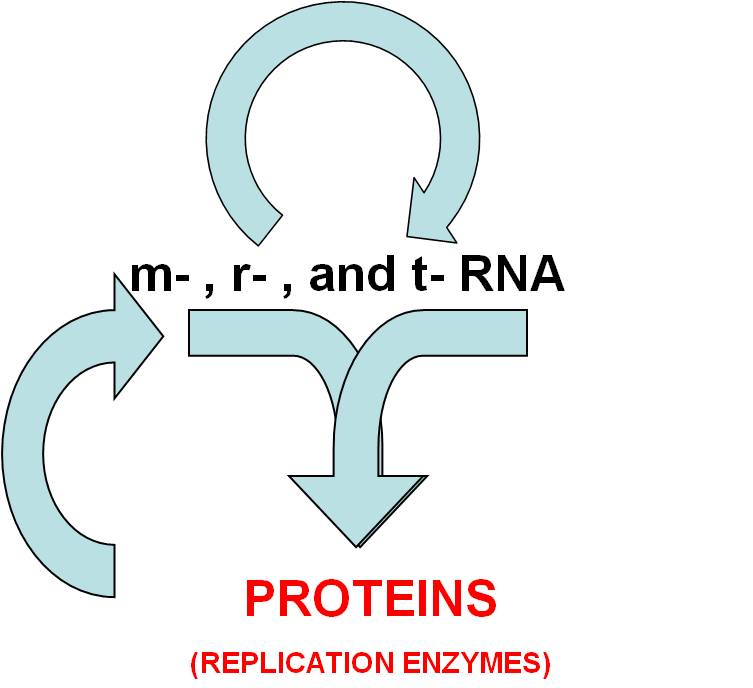 m- , r- , and t- RNA
PROTEINS
(REPLICATION ENZYMES)